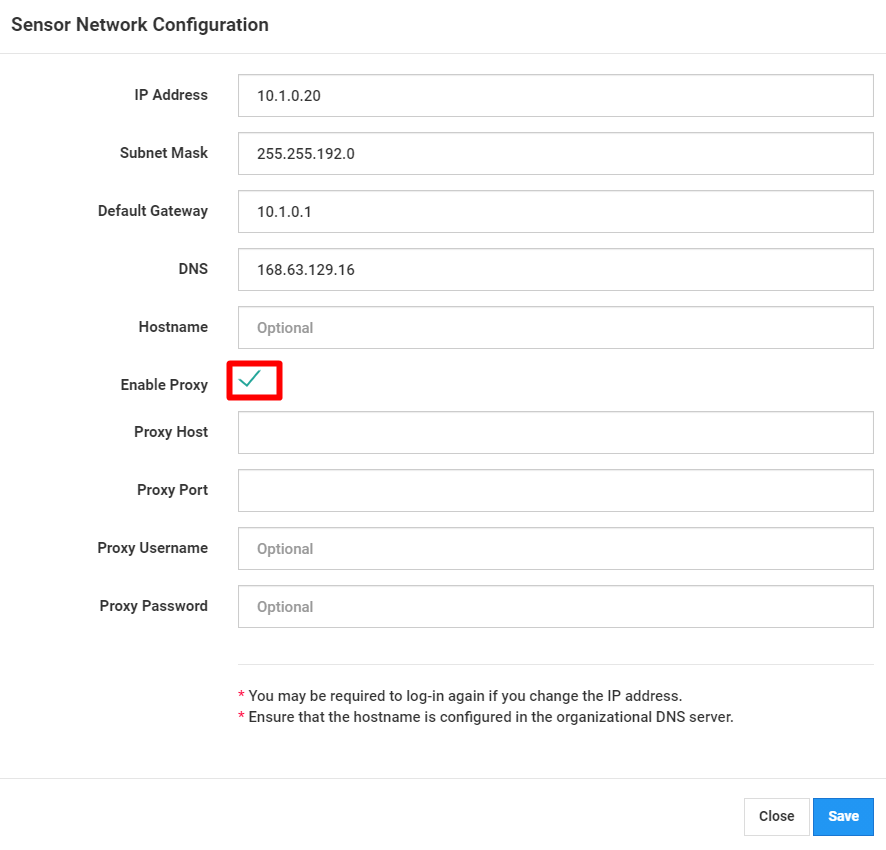 Sensor Network Configuration
IP Address 10.1.0.20
Subnet Mask 255.255.192.0
Default Gateway 10.1.0.1
DNS 168.63.129.16
Hostname Optional
Enable Proxy
Proxy Host
Proxy Port
Proxy Username Optional
Proxy Password Optional
* You may be required to log-in again if you change the IP address.
* Ensure that the hostname is configured in the organizational DNS server.
Close Save